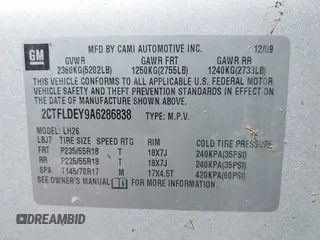 GM
MFD BY CAMI AUTOMOTIVE INC. 12/09
GVWR GAWR FRT GAWR RR
2360KG(5202LB) 1250KG(2755LB) 1240KG(2733LB)
THIS VEHICLE CONFORMS TO ALL APPLICABLE U.S. FEDERAL MOTOR
VEHICLE SAFETY AND THEFT PREVENTION STANDARDS IN EFFECT ON
THE DATE OF MANUFACTURE SHOWN ABOVE.
2CTFLDEY9A6286838 TYPE: M.P.V.
MODEL: LH26
LBJ7 TIRE SIZE SPEED RTG RIM COLD TIRE PRESSURE
FRT P235/55R18 T 18X7J 240KPA(35PSI)
RR P235/55R18 T 18X7J 240KPA(35PSI)
SPA T145/70R17 M 17X4.5T 420KPA(60PSI)
SEE OWNER'S MANUAL FOR ADDITIONAL INFORMATION.
DREAMBID